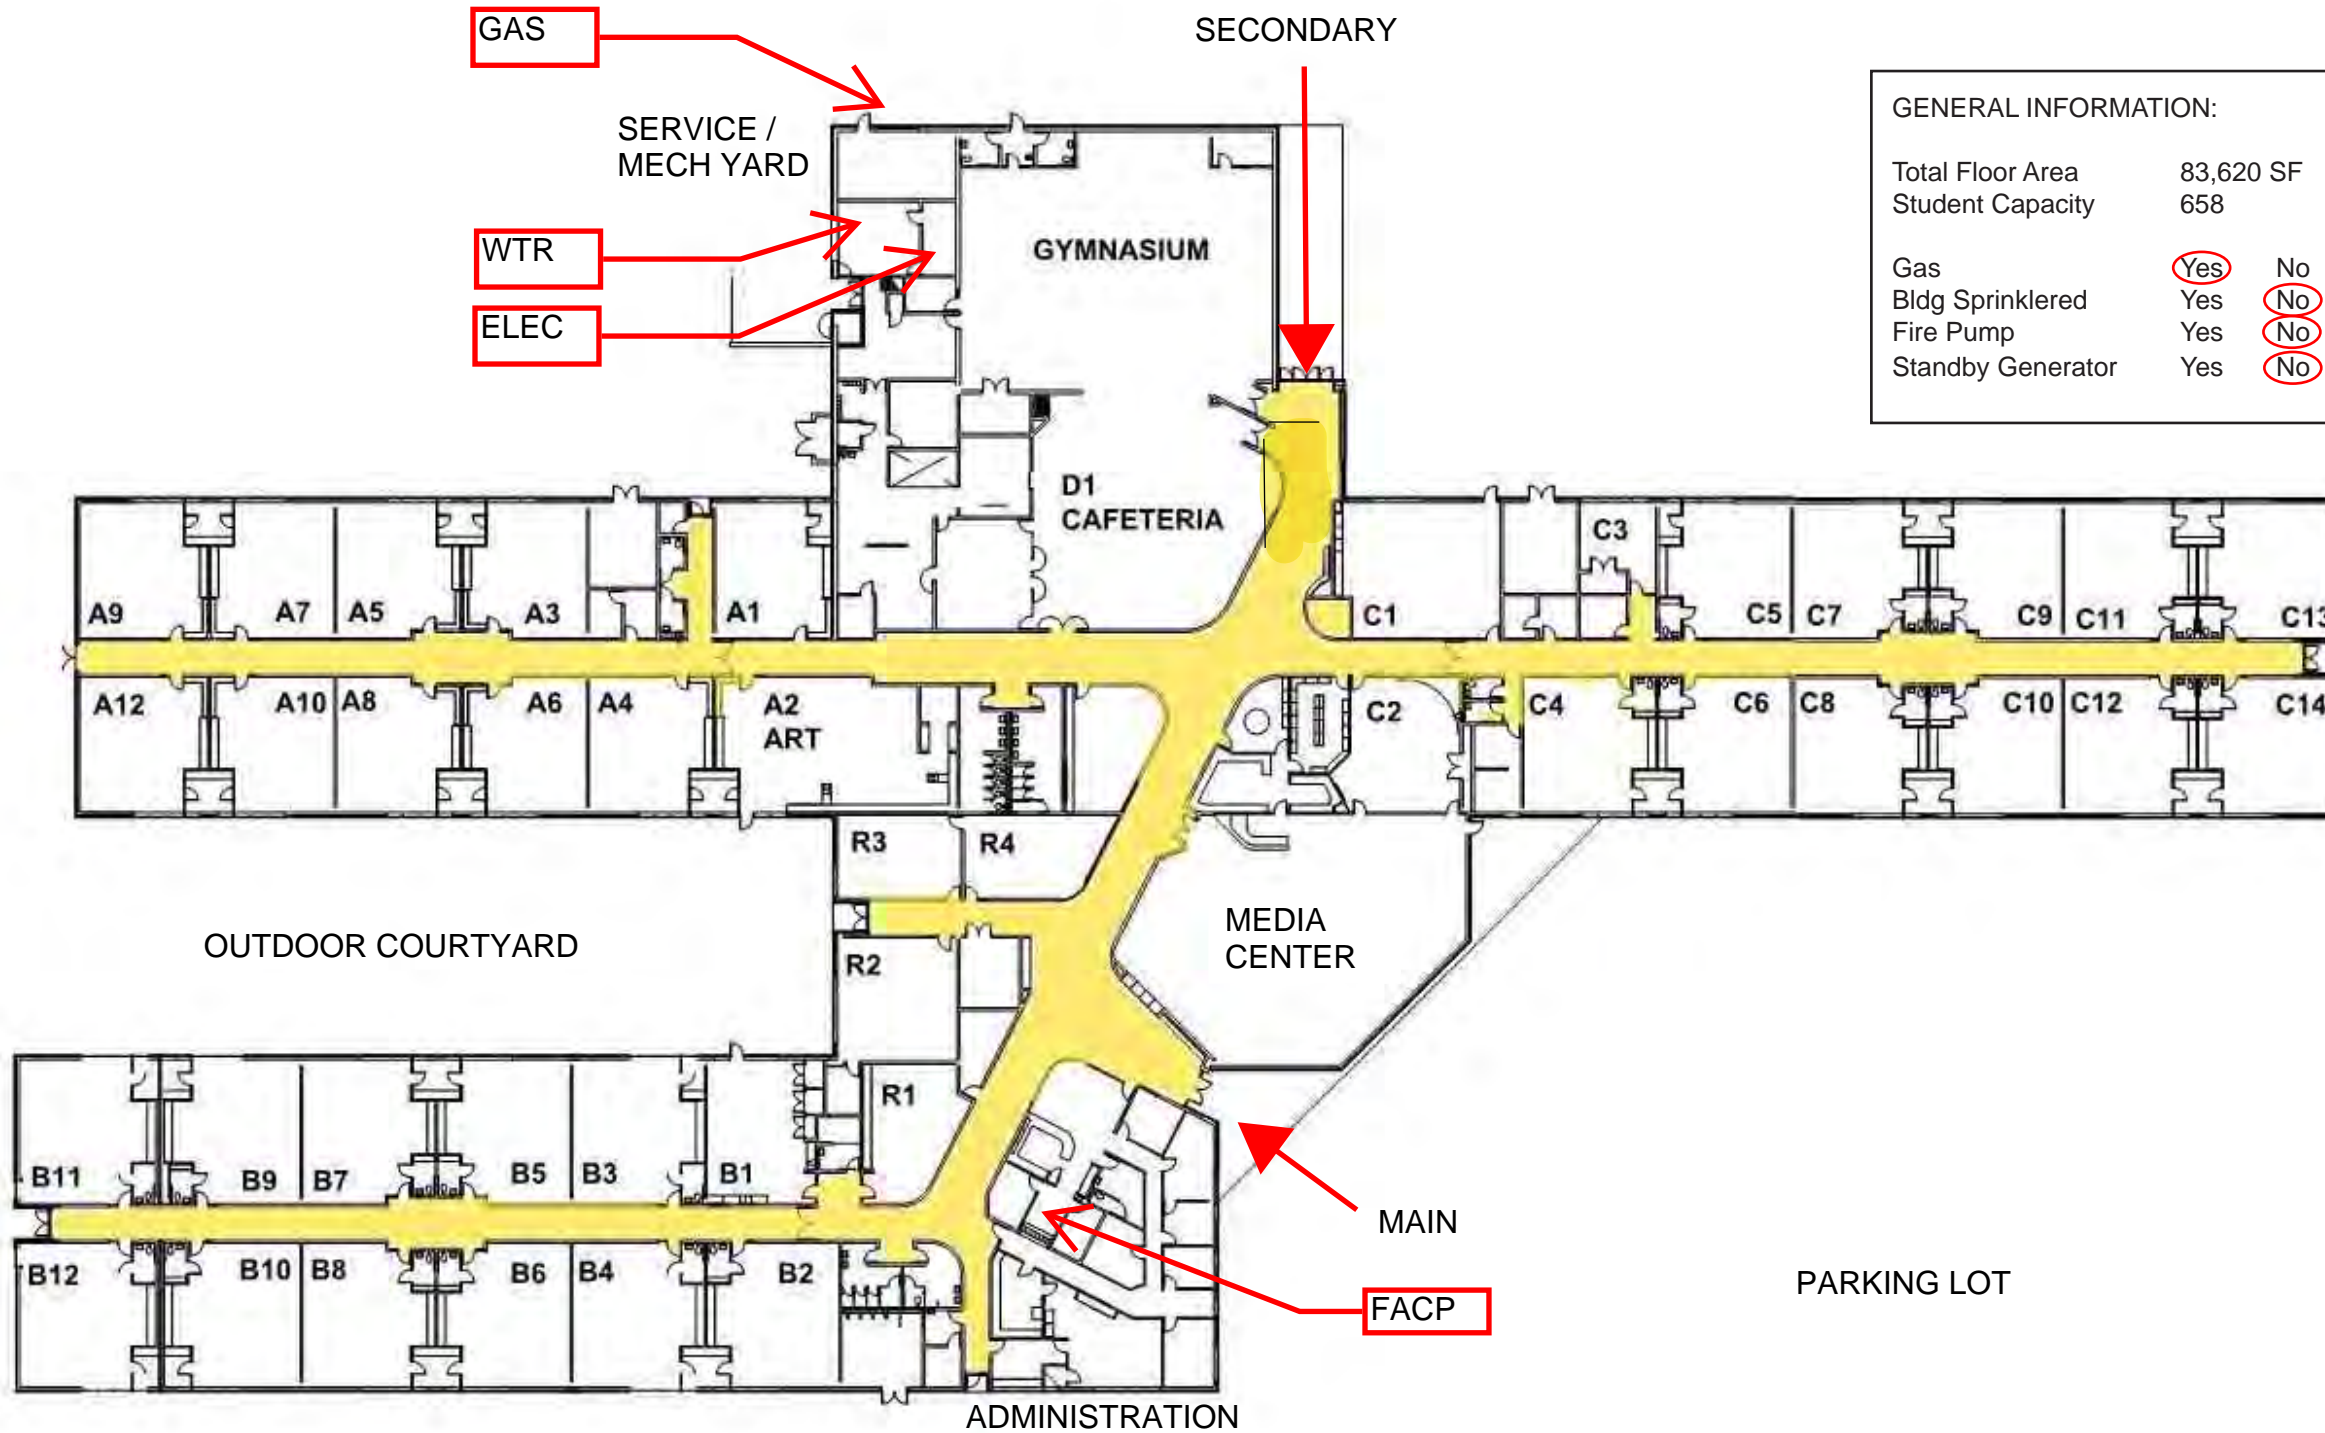 GAS
SECONDARY
SERVICE /
MECH YARD
WTR
ELEC
GENERAL INFORMATION:
Total Floor Area 83,620 SF
Student Capacity 658
Gas Yes No
Bldg Sprinklered Yes No
Fire Pump Yes No
Standby Generator Yes No
GYMNASIUM
D1
CAFETERIA
A9 A7 A5 A3 A1
C1 C3 C5 C7 C9 C11 C13
A12 A10 A8 A6 A4 A2
ART
C2 C4 C6 C8 C10 C12 C14
R3 R4
OUTDOOR COURTYARD
R2
MEDIA
CENTER
R1
B11 B9 B7 B5 B3 B1
MAIN
B12 B10 B8 B6 B4 B2
FACP
PARKING LOT
ADMINISTRATION